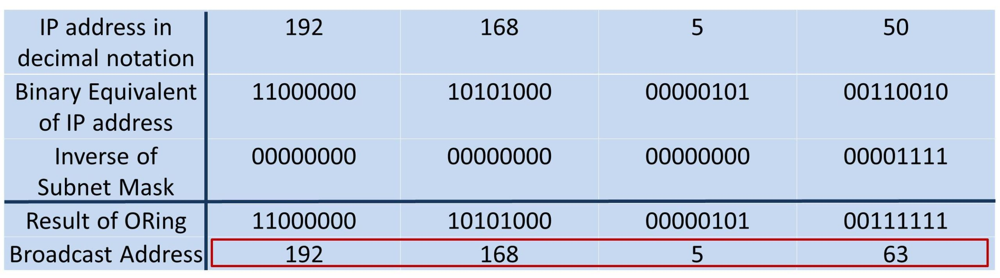 IP address in decimal notation 192 168 5 50
Binary Equivalent of IP address 11000000 10101000 00000101 00110010
Inverse of Subnet Mask 00000000 00000000 00000000 00001111
Result of ORing 11000000 10101000 00000101 00111111
Broadcast Address 192 168 5 63